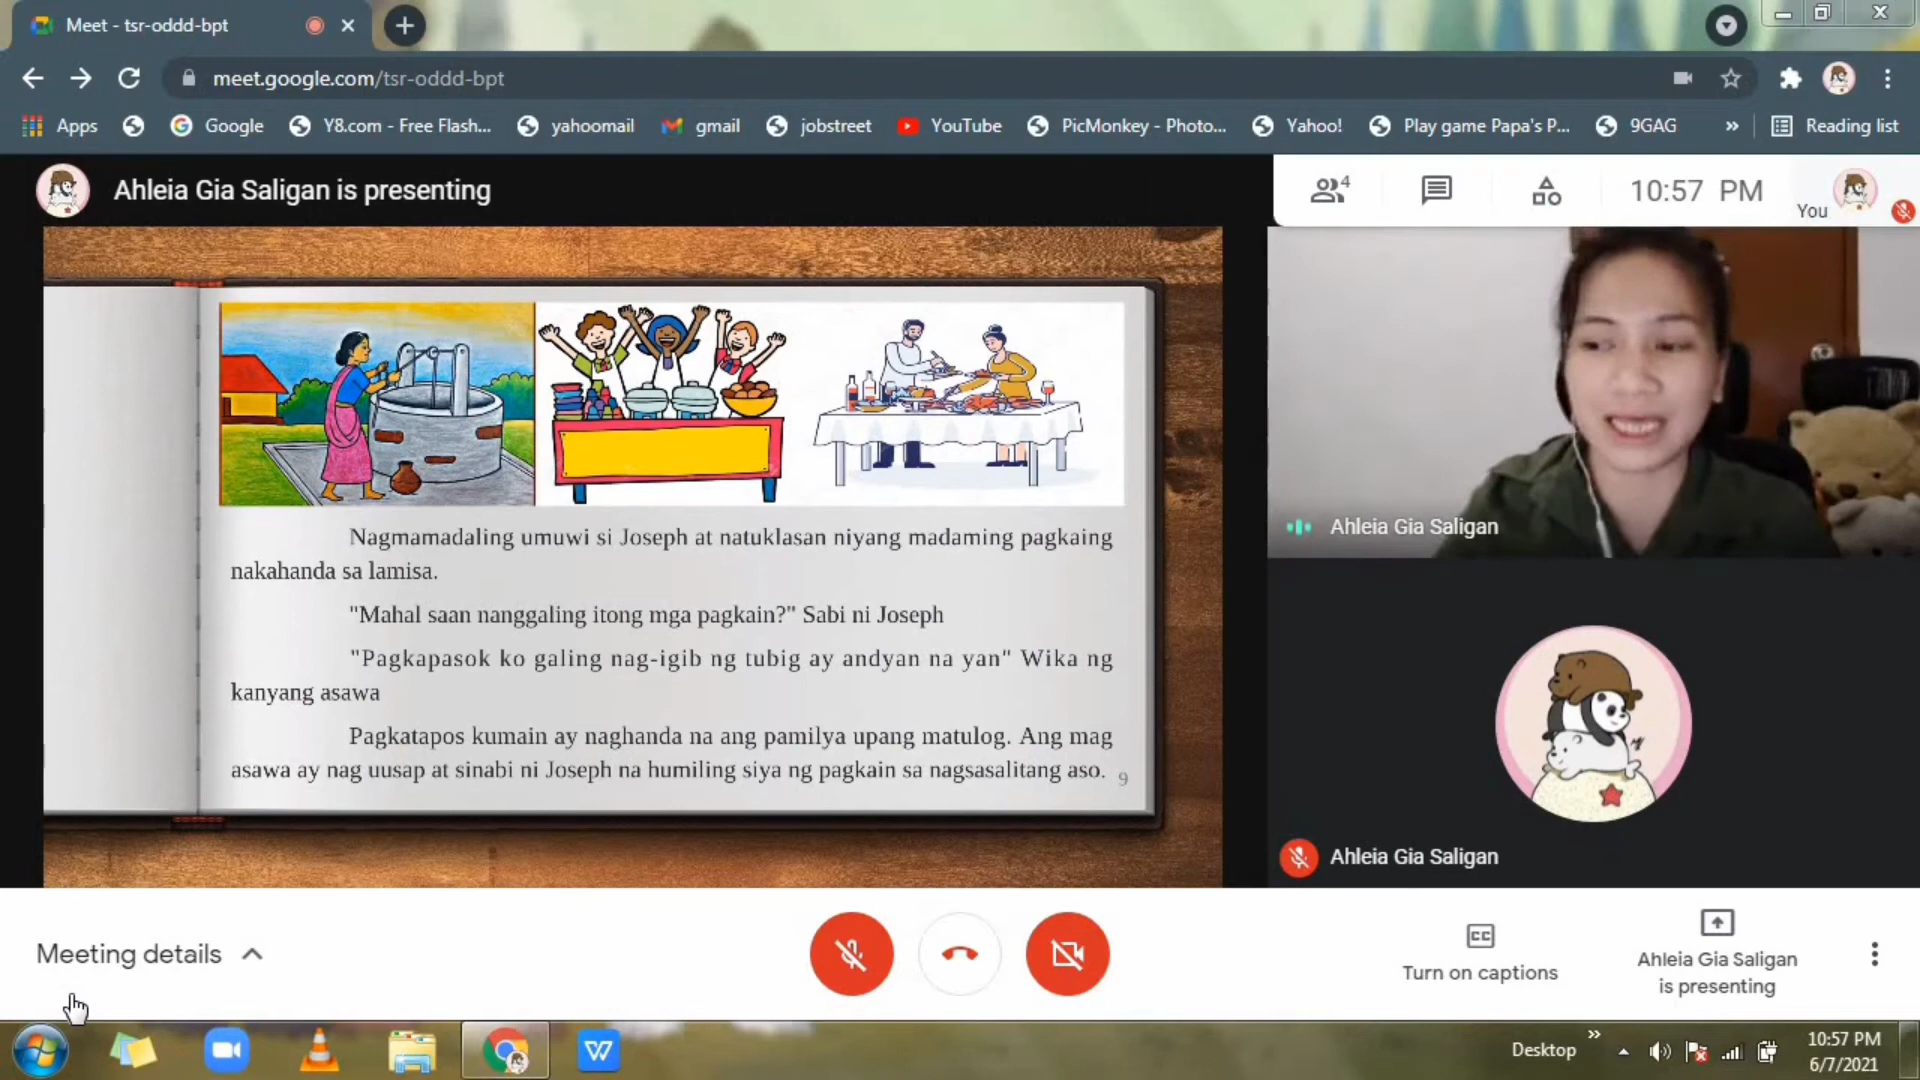 Meet - tsr-oddd-bpt
meet.google.com/tsr-oddd-bpt
Apps Google Y8.com - Free Flash... yahoomail gmail jobstreet YouTube PicMonkey - Photo... Yahoo! Play game Papa's P... 9GAG » Reading list
Ahleia Gia Saligan is presenting
4 10:57 PM You
Nagmamadaling umuwi si Joseph at natuklasan niyang madaming pagkaing
nakahanda sa lamisa.
"Mahal saan nanggaling itong mga pagkain?" Sabi ni Joseph
"Pagkapasok ko galing nag-igib ng tubig ay andyan na yan" Wika ng
kanyang asawa
Pagkatapos kumain ay naghanda na ang pamilya upang matulog. Ang mag
asawa ay nag uusap at sinabi ni Joseph na humiling siya ng pagkain sa nagsasalitang aso.
9
Ahleia Gia Saligan
Ahleia Gia Saligan
Meeting details
CC
Turn on captions
Ahleia Gia Saligan
is presenting
W
Desktop »
10:57 PM
6/7/2021